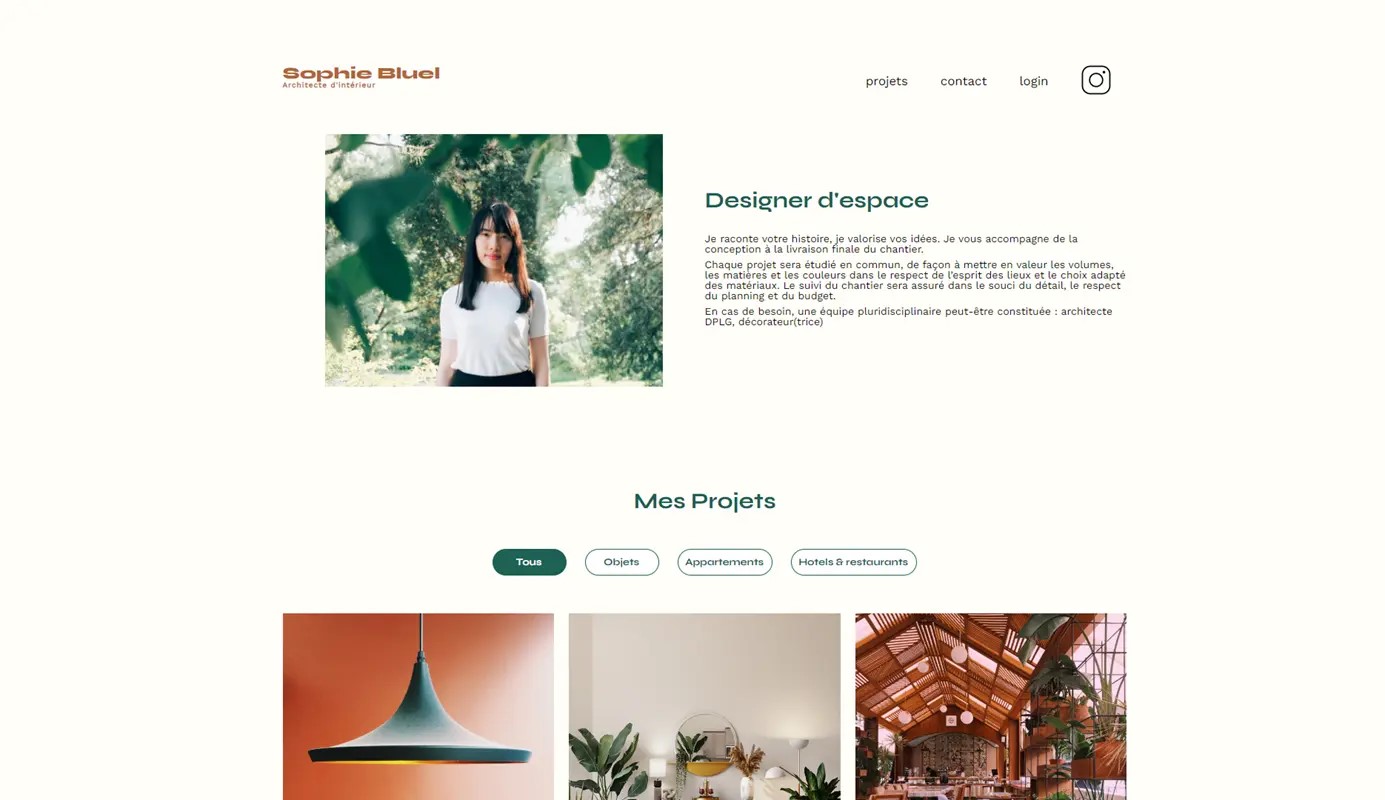 Sophie Bluel
Architecte d'intérieur
projets
contact
login
Designer d'espace
Je raconte votre histoire, je valorise vos idées. Je vous accompagne de la
conception à la livraison finale du chantier.
Chaque projet sera étudié en commun, de façon à mettre en valeur les volumes,
les matières et les couleurs dans le respect de l'esprit des lieux et le choix adapté
des matériaux. Le suivi du chantier sera assuré dans le souci du détail, le respect
du planning et du budget.
En cas de besoin, une équipe pluridisciplinaire peut-être constituée : architecte
DPLG, décorateur(trice)
Mes Projets
Tous
Objets
Appartements
Hotels & restaurants